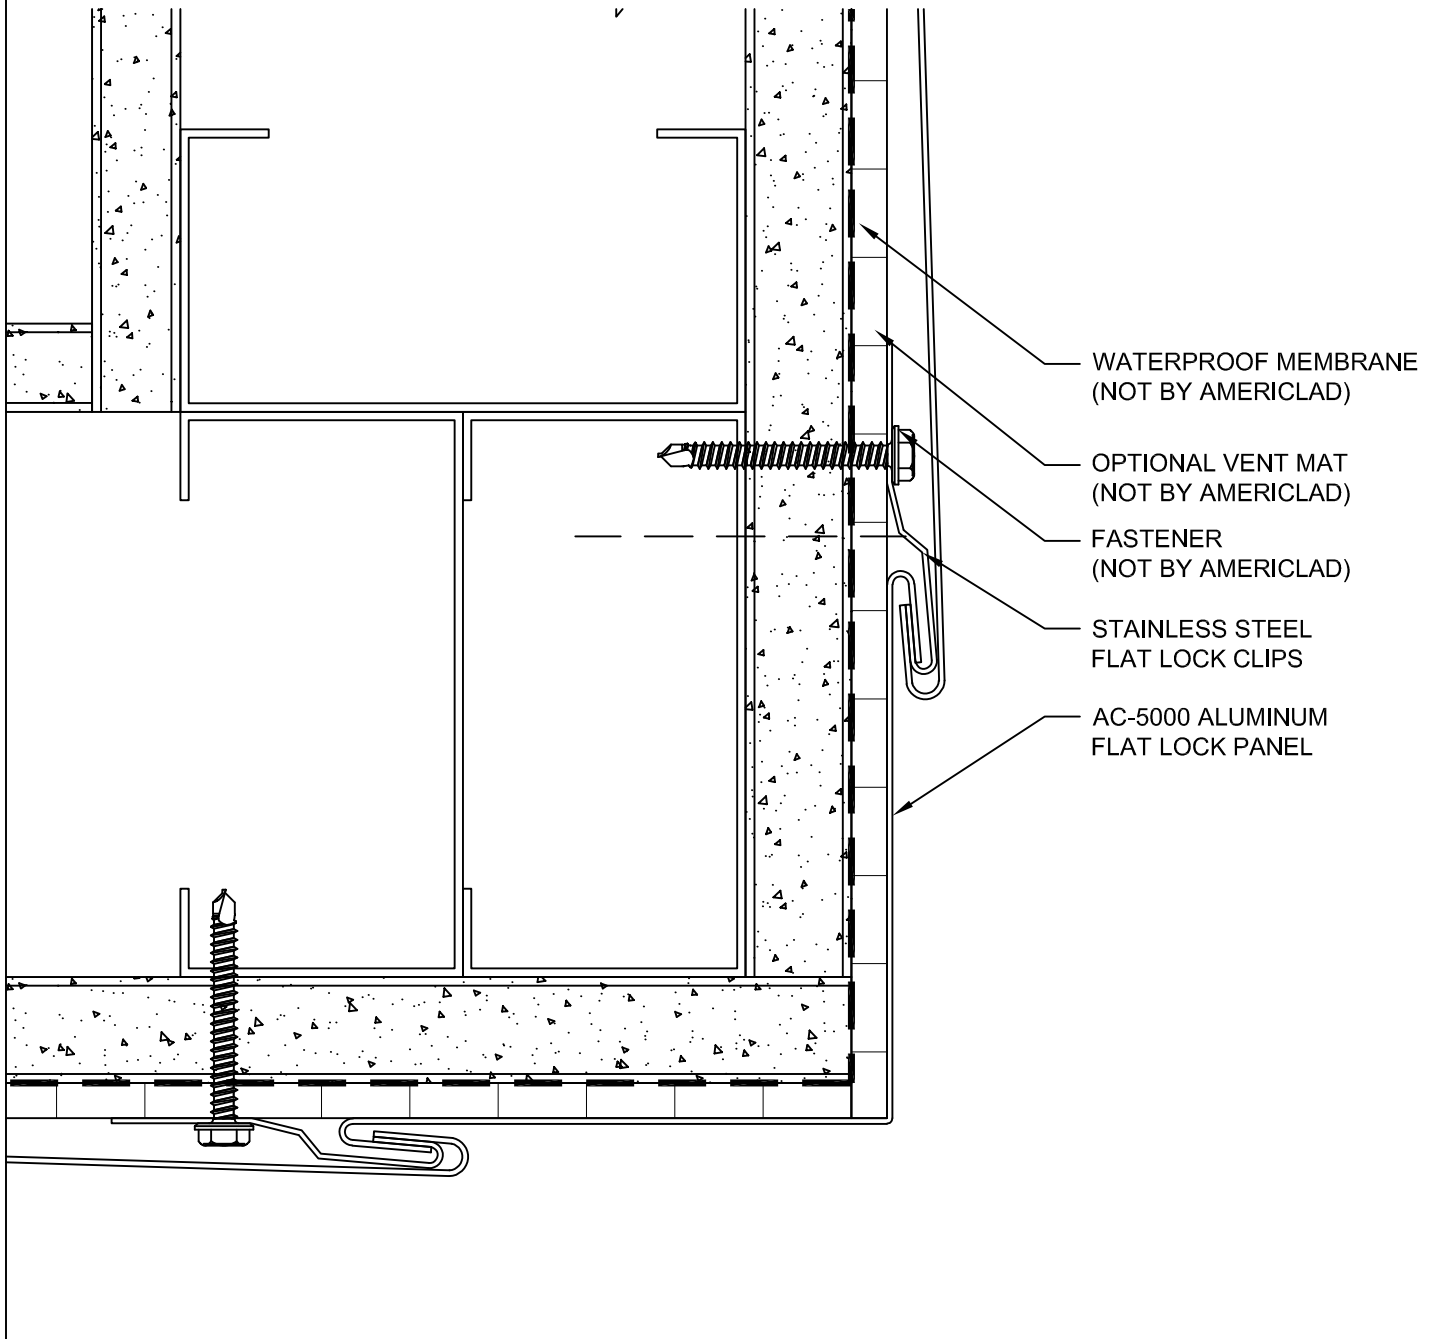 WATERPROOF MEMBRANE
(NOT BY AMERICLAD)
OPTIONAL VENT MAT
(NOT BY AMERICLAD)
FASTENER
(NOT BY AMERICLAD)
STAINLESS STEEL
FLAT LOCK CLIPS
AC-5000 ALUMINUM
FLAT LOCK PANEL